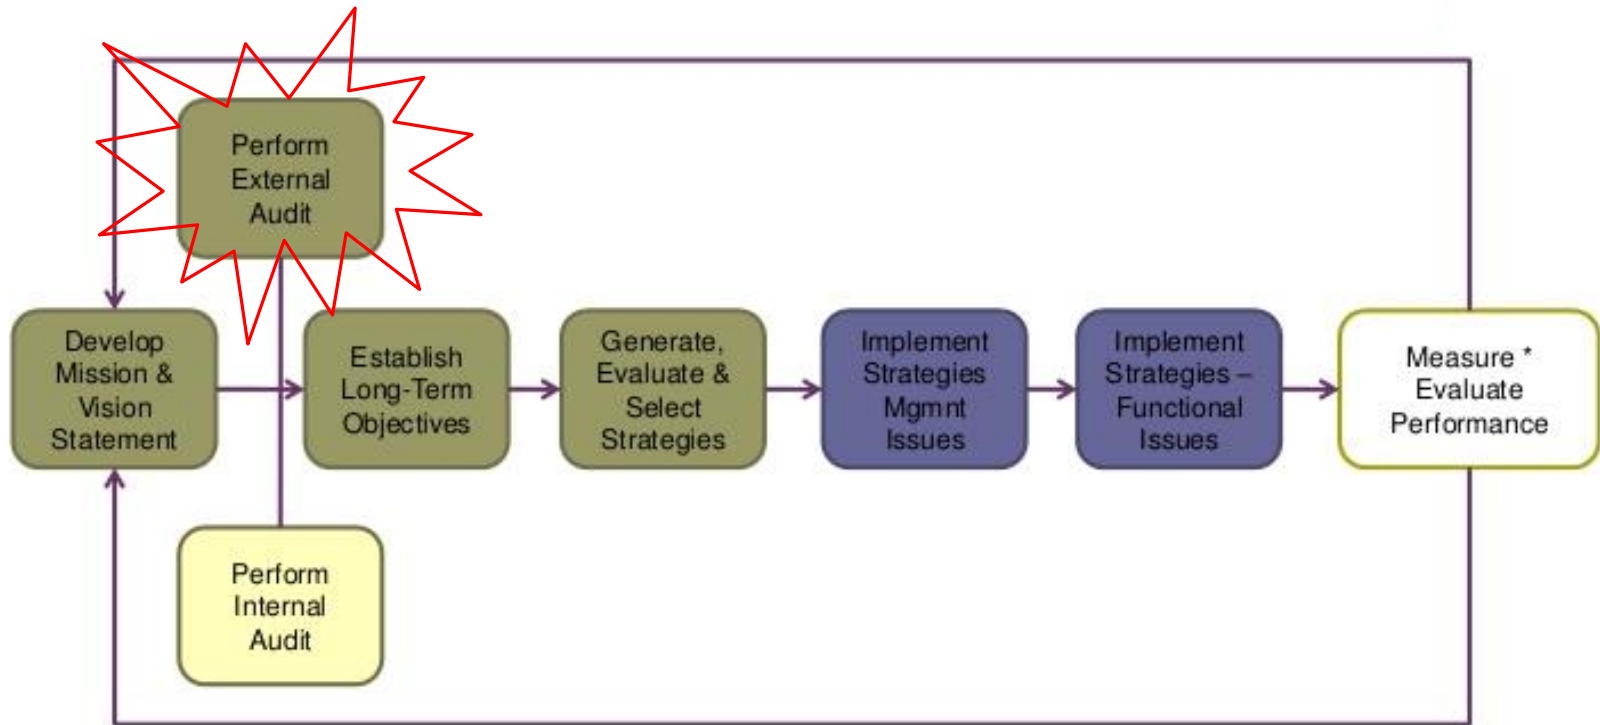 Perform
External
Audit
Develop
Mission &
Vision
Statement
Establish
Long-Term
Objectives
Generate,
Evaluate &
Select
Strategies
Implement
Strategies
Mgmnt
Issues
Implement
Strategies –
Functional
Issues
Measure *
Evaluate
Performance
Perform
Internal
Audit